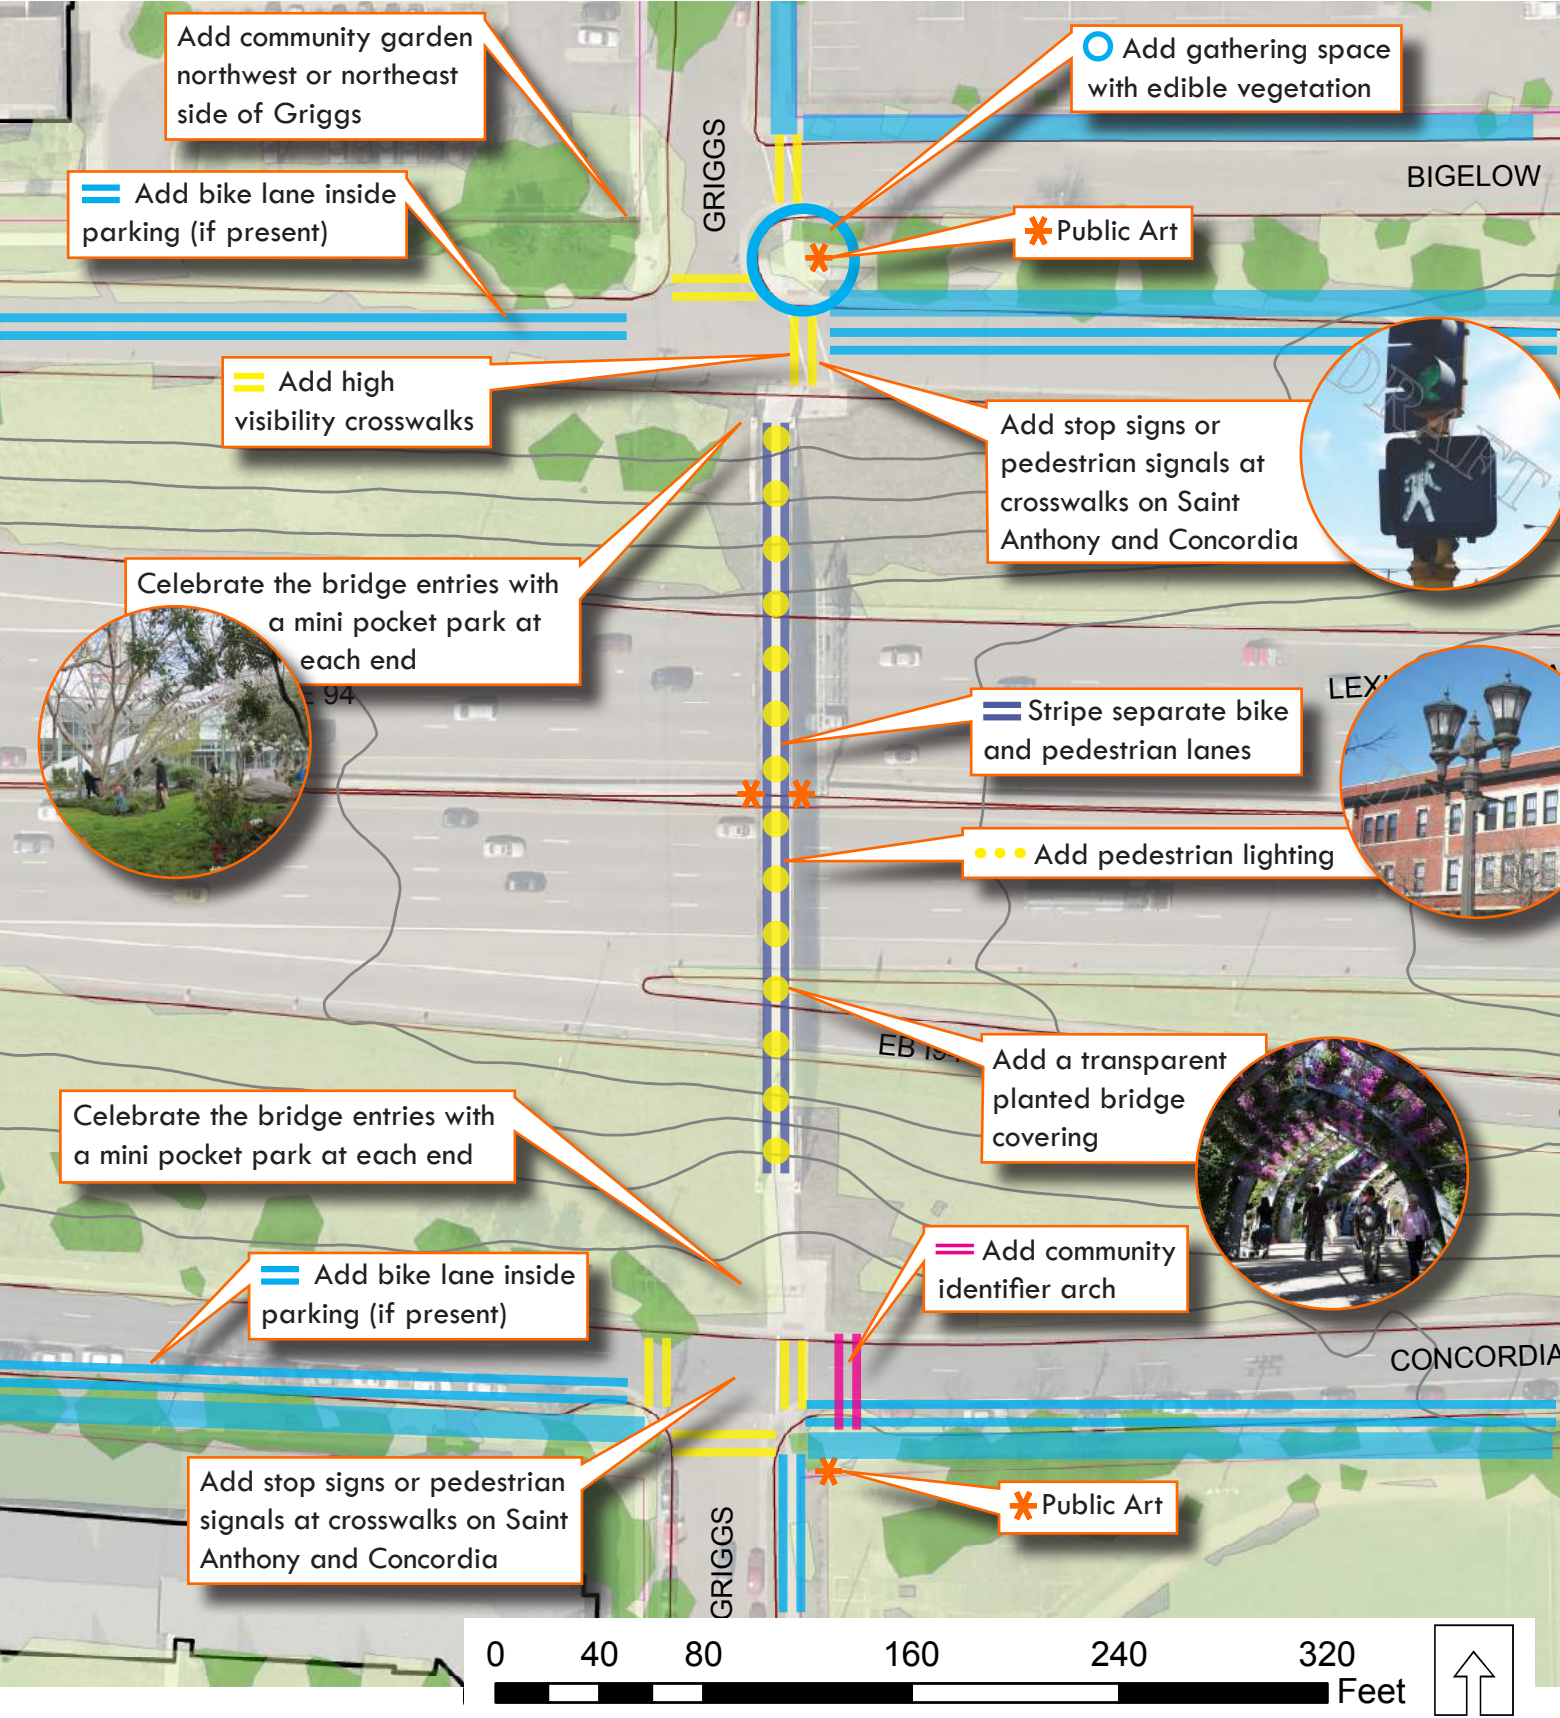 Add community garden
northwest or northeast
side of Griggs
Add gathering space
with edible vegetation
GRIGGS
BIGELOW
Add bike lane inside
parking (if present)
Public Art
Add high
visibility crosswalks
Add stop signs or
pedestrian signals at
crosswalks on Saint
Anthony and Concordia
DRAFT
Celebrate the bridge entries with
a mini pocket park at
each end
94
Stripe separate bike
and pedestrian lanes
Add pedestrian lighting
EB
Add a transparent
planted bridge
covering
Celebrate the bridge entries with
a mini pocket park at each end
Add community
identifier arch
Add bike lane inside
parking (if present)
CONCORDIA
Add stop signs or pedestrian
signals at crosswalks on Saint
Anthony and Concordia
Public Art
GRIGGS
0 40 80 160 240 320
Feet